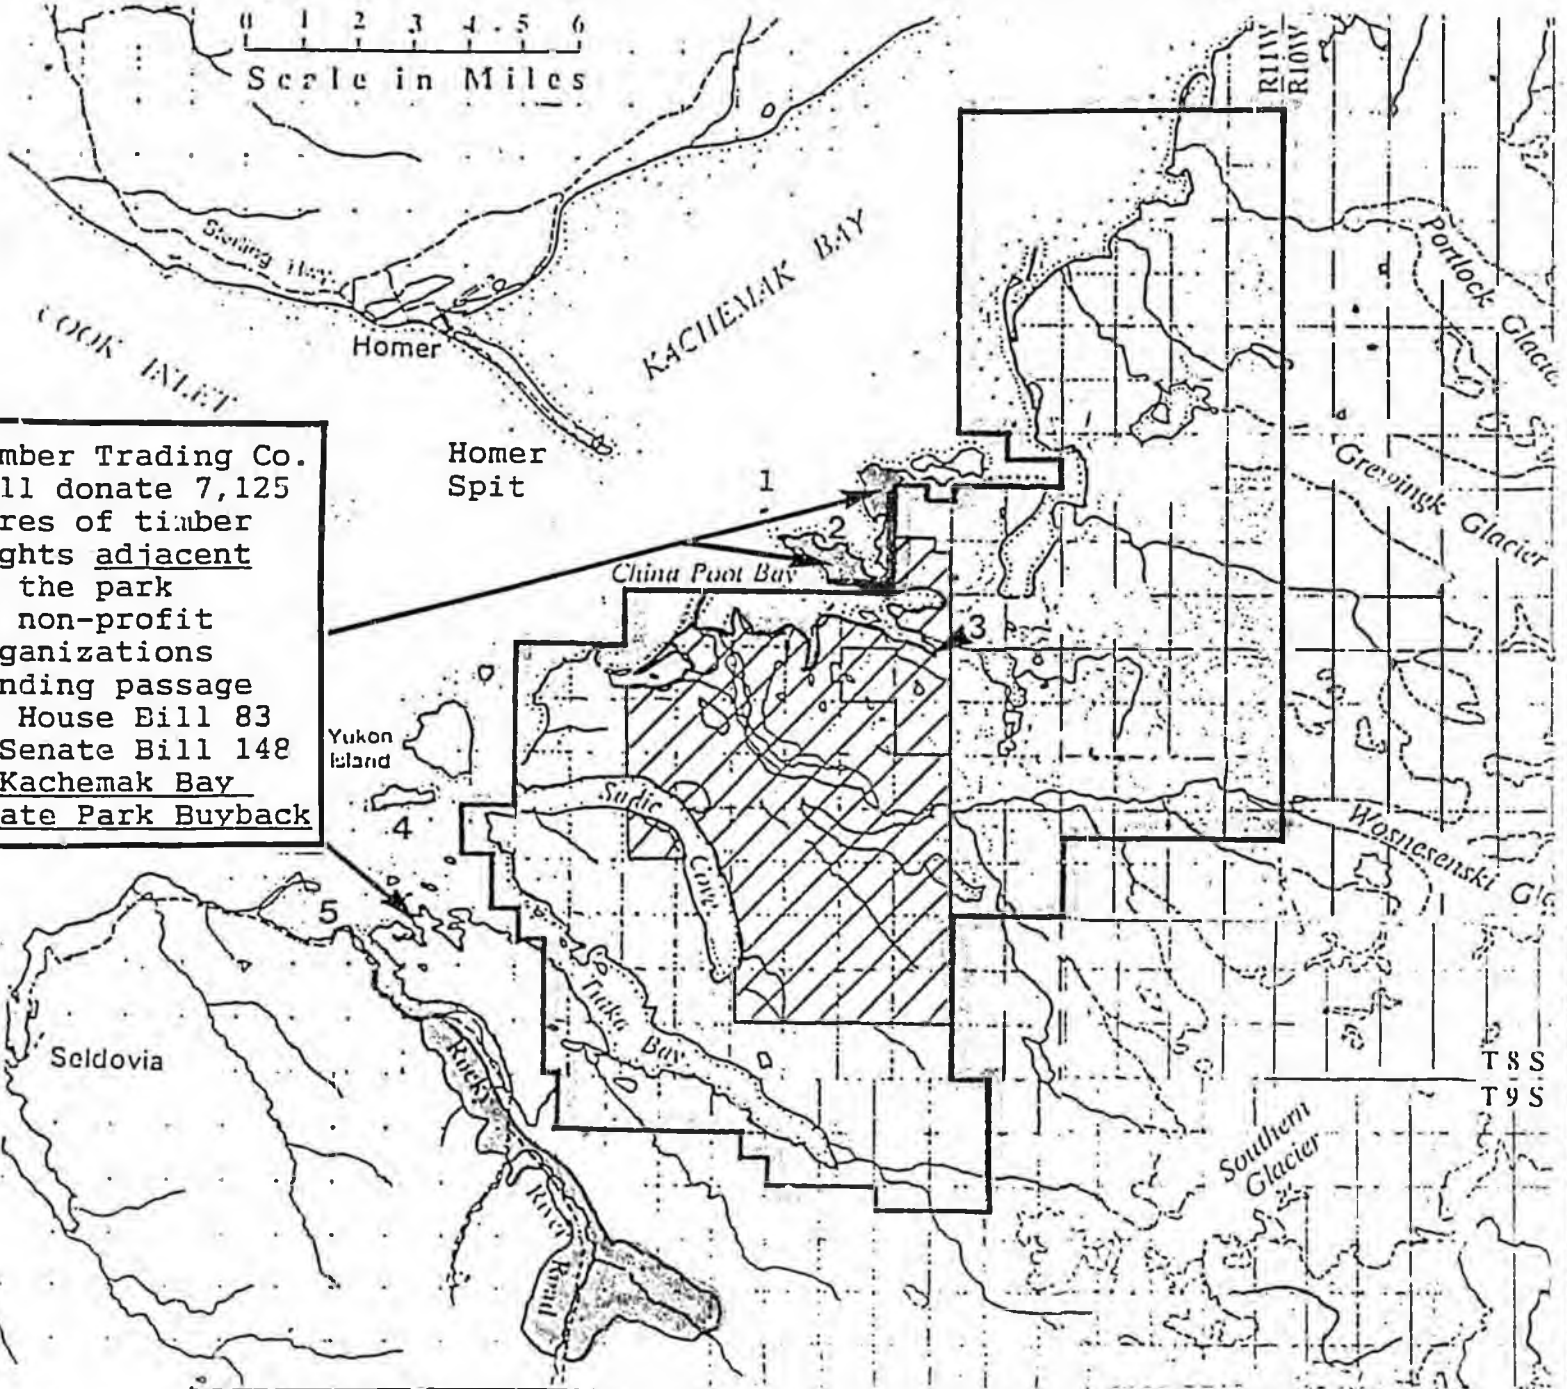 0 1 2 3 4 5 6
Scale in Miles
R11W
R10W
Sterling Hwy
COOK INLET
Homer
KACHEMAK BAY
Portlock Glacie
Grewingk Glacier
Homer
Spit
1
2
China Poot Bay
3
mber Trading Co.
ll donate 7,125
res of timber
ghts adjacent
the park
non-profit
ganizations
nding passage
House Bill 83
Senate Bill 148
Kachemak Bay
ate Park Buyback
Yukon
Island
4
Sadie
Cove
Wosnesenski Gl
5
Tutka
Bay
Seldovia
Rocky
River
Road
T8S
T9S
Southern
Glacier